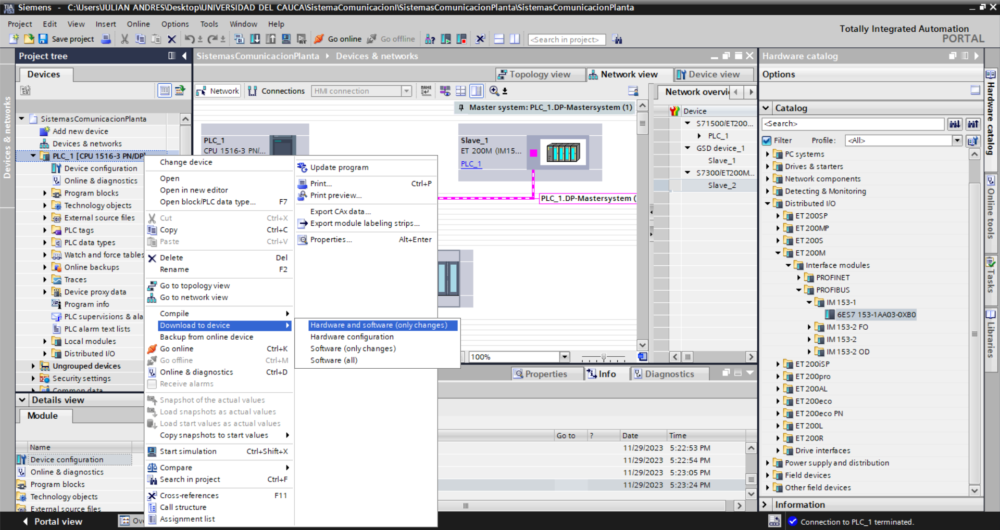 Siemens - C:\Users\JULIAN ANDRES\Desktop\UNIVERSIDAD DEL CAUCA\SistemaComunicacionI\SistemasComunicacionPlanta\SistemasComunicacionPlanta
Project Edit View Insert Online Options Tools Window Help
Totally Integrated Automation
PORTAL
Save project
Go online
Go offline
<Search in project>
Project tree
SistemasComunicacionPlanta Devices & networks
Hardware catalog
Devices
Topology view
Network view
Device view
Options
Network
Connections
HMI connection
Network overvi
Master system: PLC_1.DP-Mastersystem (1)
Devices & networks
SistemasComunicacionPlanta
Add new device
Devices & networks
PLC_1 [CPU 1516-3 PN/DP]
Device configuration
Online & diagnostics
Program blocks
Technology objects
External source files
PLC tags
PLC data types
Watch and force tables
Online backups
Traces
Device proxy data
Program info
PLC supervisions & ala
PLC alarm text lists
Local modules
Distributed I/O
Ungrouped devices
Security settings
Common data
Details view
Module
Name
Device configuration
Online & diagnostics
Program blocks
Technology objects
External source files
Portal view
Ov
PLC_1
CPU 1516-3 PN/...
Slave_1
ET 200M (IM15...
PLC_1
PLC_1.DP-Mastersystem (
Change device
Open
Open in new editor
Open block/PLC data type... F7
Cut Ctrl+X
Copy Ctrl+C
Paste Ctrl+V
Delete Del
Rename F2
Go to topology view
Go to network view
Compile
Download to device
Backup from online device
Go online Ctrl+K
Go offline Ctrl+M
Online & diagnostics Ctrl+D
Receive alarms
Snapshot of the actual values
Load snapshots as actual values
Load start values as actual values
Copy snapshots to start values
Start simulation Ctrl+Shift+X
Compare
Search in project Ctrl+F
Cross-references F11
Call structure
Assignment list
Update program
Print... Ctrl+P
Print preview...
Export CAx data...
Export module labeling strips...
Properties... Alt+Enter
Hardware and software (only changes)
Hardware configuration
Software (only changes)
Software (all)
100%
Device
S71500/ET200...
PLC_1
GSD device_1
Slave_1
S7300/ET200M...
Slave_2
Properties
Info
Diagnostics
Go to ? Date Time
11/29/2023 5:22:53 PM
11/29/2023 5:22:54 PM
11/29/2023 5:23:05 PM
11/29/2023 5:23:24 PM
Catalog
<Search>
Filter Profile: <All>
PC systems
Drives & starters
Network components
Detecting & Monitoring
Distributed I/O
ET 200SP
ET 200MP
ET 200S
ET 200M
Interface modules
PROFINET
PROFIBUS
IM 153-1
6ES7 153-1AA03-0XB0
IM 153-2 FO
IM 153-2
IM 153-2 OD
ET 200iSP
ET 200pro
ET 200AL
ET 200eco
ET 200eco PN
ET 200L
ET 200R
Drive interfaces
Power supply and distribution
Field devices
Other field devices
Information
Hardware catalog
Online tools
Tasks
Libraries
Connection to PLC_1 terminated.